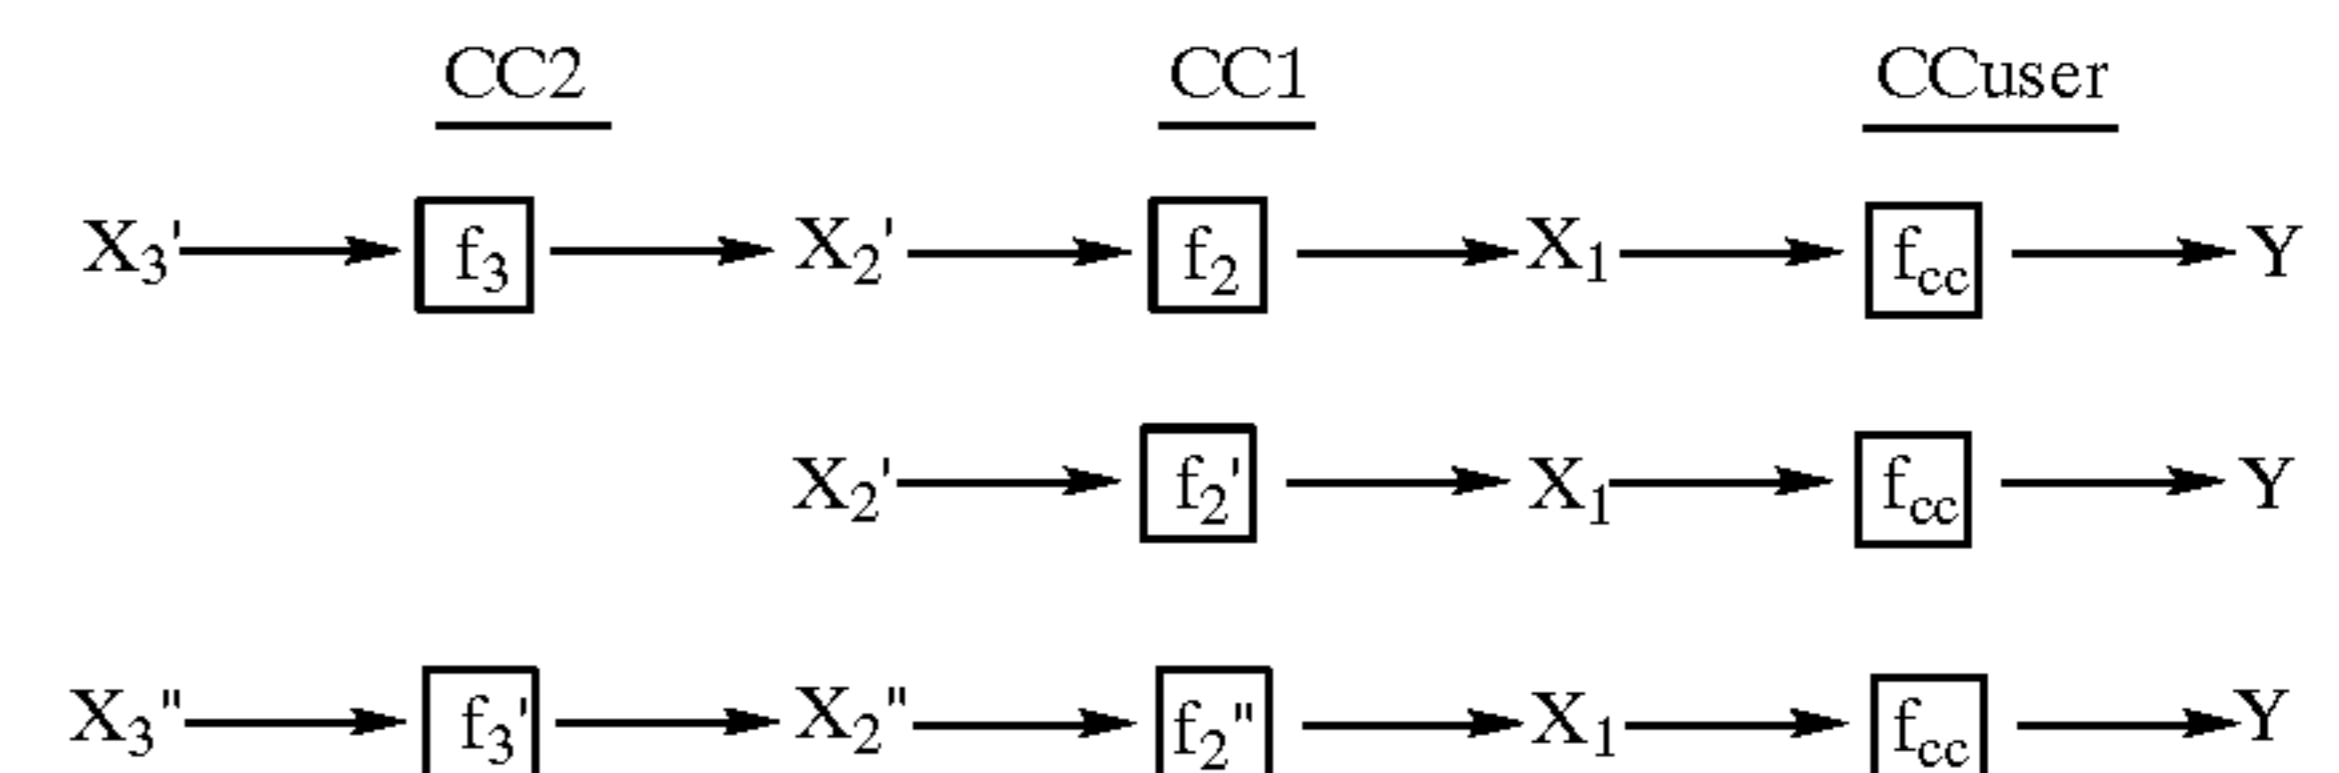 CC2 CC1 CCuser
X3' f3 X2' f2 X1 fcc Y
X2' f2' X1 fcc Y
X3" f3' X2" f2" X1 fcc Y